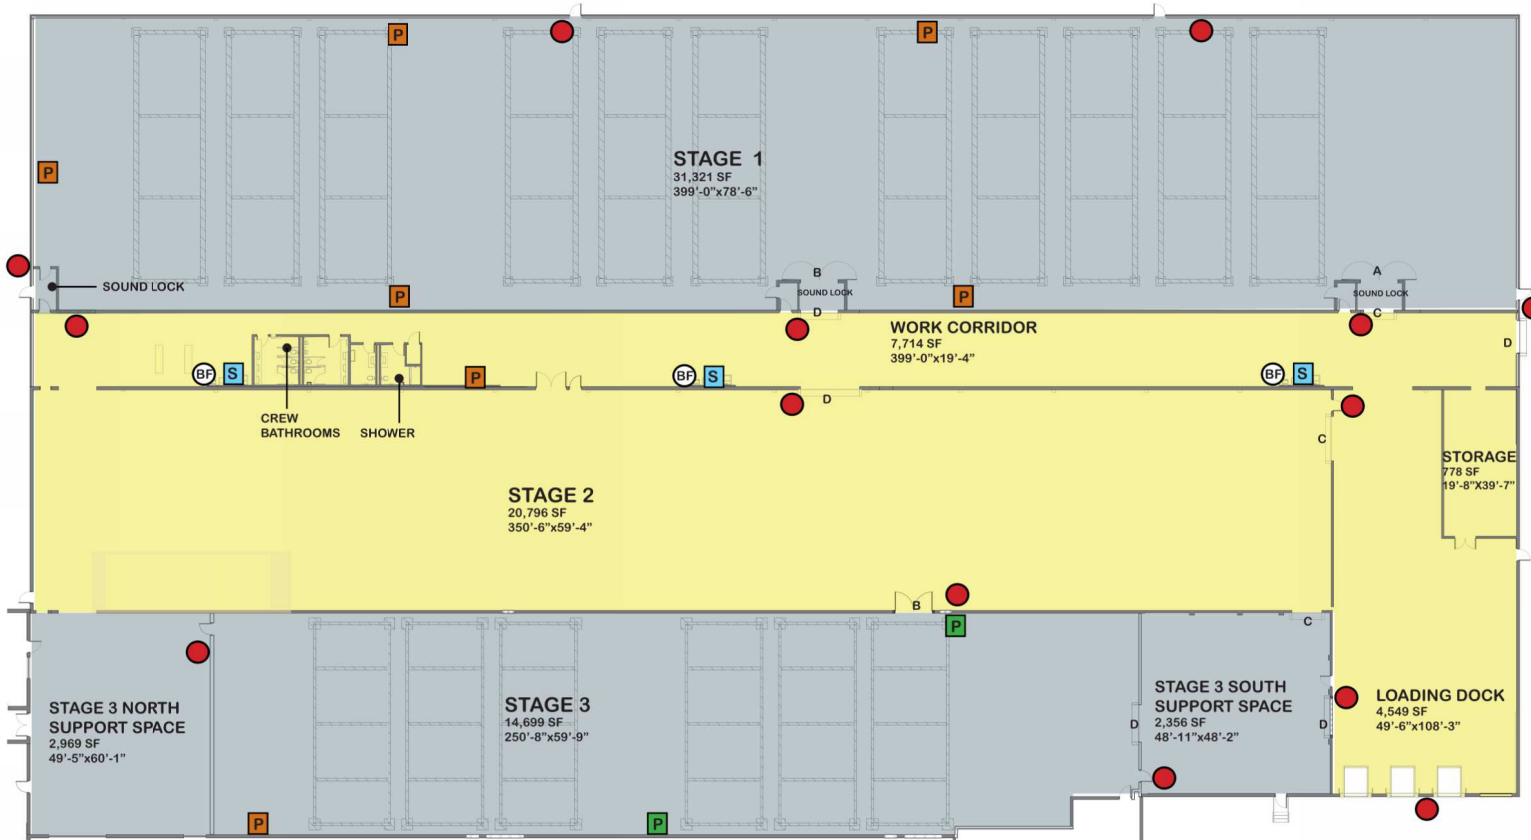 P
P
STAGE 1
31,321 SF
399'-0"x78'-6"
P
B
A
SOUND LOCK
SOUND LOCK
SOUND LOCK
P
P
D
C
WORK CORRIDOR
7,714 SF
399'-0"x19'-4"
D
BF
S
P
BF
S
BF
S
D
CREW
BATHROOMS
SHOWER
C
STORAGE
778 SF
19'-8"X39'-7"
STAGE 2
20,796 SF
350'-6"x59'-4"
B
C
P
STAGE 3 NORTH
SUPPORT SPACE
2,969 SF
49'-5"x60'-1"
STAGE 3
14,699 SF
250'-8"x59'-9"
D
STAGE 3 SOUTH
SUPPORT SPACE
2,356 SF
48'-11"x48'-2"
D
LOADING DOCK
4,549 SF
49'-6"x108'-3"
P
P